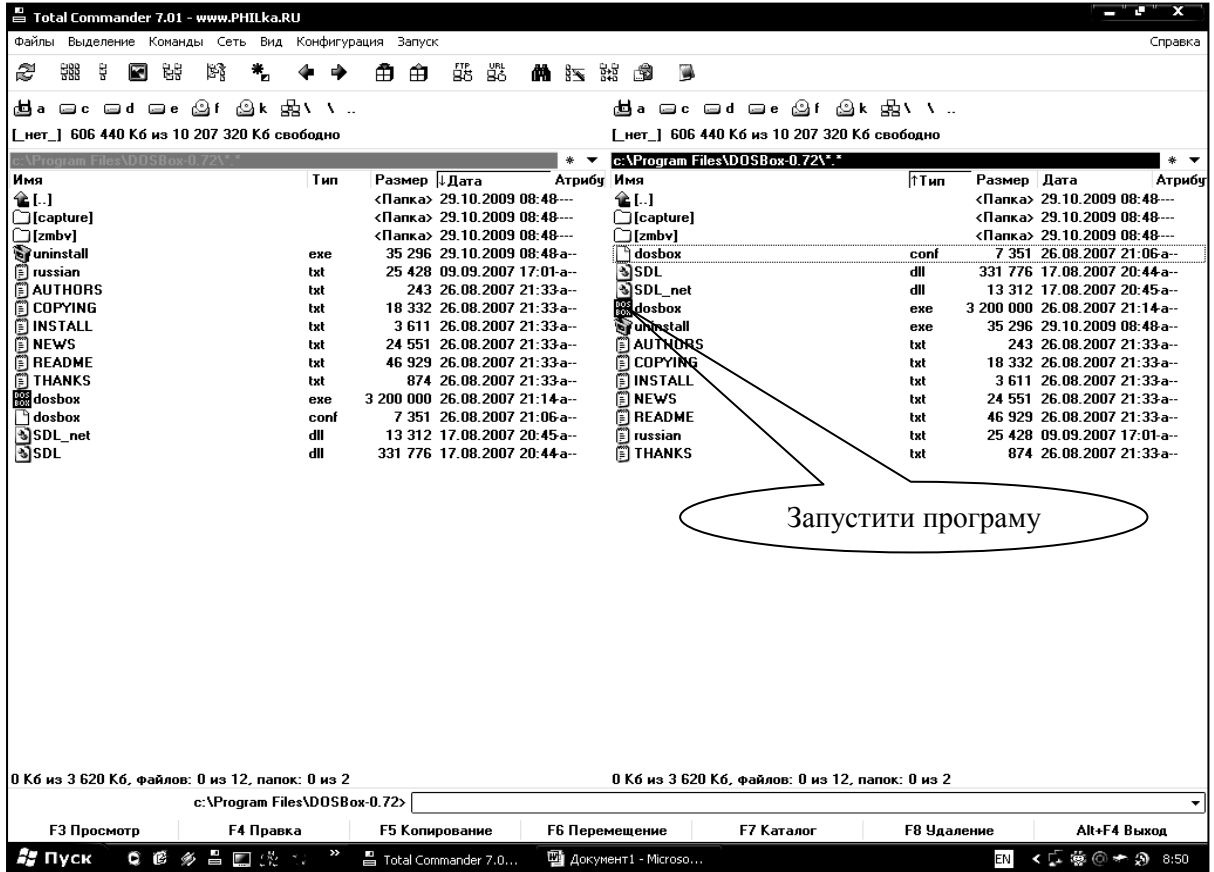 Total Commander 7.01 - www.PHILka.RU
Файлы Выделение Команды Сеть Вид Конфигурация Запуск Справка
FTP URL
a c d e f k \ \ ..
a c d e f k \ \ ..
[_нет_] 606 440 Кб из 10 207 320 Кб свободно
[_нет_] 606 440 Кб из 10 207 320 Кб свободно
c:\Program Files\DOSBox-0.72\*.* * ▼
Имя Тип Размер ↓Дата Атрибу
[..] <Папка> 29.10.2009 08:48 ----
[capture] <Папка> 29.10.2009 08:48 ----
[zmbv] <Папка> 29.10.2009 08:48 ----
uninstall exe 35 296 29.10.2009 08:48 -a--
russian txt 25 428 09.09.2007 17:01 -a--
AUTHORS txt 243 26.08.2007 21:33 -a--
COPYING txt 18 332 26.08.2007 21:33 -a--
INSTALL txt 3 611 26.08.2007 21:33 -a--
NEWS txt 24 551 26.08.2007 21:33 -a--
README txt 46 929 26.08.2007 21:33 -a--
THANKS txt 874 26.08.2007 21:33 -a--
DOS BOX dosbox exe 3 200 000 26.08.2007 21:14 -a--
dosbox conf 7 351 26.08.2007 21:06 -a--
SDL_net dll 13 312 17.08.2007 20:45 -a--
SDL dll 331 776 17.08.2007 20:44 -a--
c:\Program Files\DOSBox-0.72\*.* * ▼
Имя ↑Тип Размер Дата Атрибу
[..] <Папка> 29.10.2009 08:48 ----
[capture] <Папка> 29.10.2009 08:48 ----
[zmbv] <Папка> 29.10.2009 08:48 ----
dosbox conf 7 351 26.08.2007 21:06 -a--
SDL dll 331 776 17.08.2007 20:44 -a--
SDL_net dll 13 312 17.08.2007 20:45 -a--
DOS BOX dosbox exe 3 200 000 26.08.2007 21:14 -a--
uninstall exe 35 296 29.10.2009 08:48 -a--
AUTHORS txt 243 26.08.2007 21:33 -a--
COPYING txt 18 332 26.08.2007 21:33 -a--
INSTALL txt 3 611 26.08.2007 21:33 -a--
NEWS txt 24 551 26.08.2007 21:33 -a--
README txt 46 929 26.08.2007 21:33 -a--
russian txt 25 428 09.09.2007 17:01 -a--
THANKS txt 874 26.08.2007 21:33 -a--
Запустити програму
0 Кб из 3 620 Кб, файлов: 0 из 12, папок: 0 из 2
0 Кб из 3 620 Кб, файлов: 0 из 12, папок: 0 из 2
c:\Program Files\DOSBox-0.72>
F3 Просмотр F4 Правка F5 Копирование F6 Перемещение F7 Каталог F8 Удаление Alt+F4 Выход
Пуск » Total Commander 7.0... Документ1 - Microso... EN 8:50